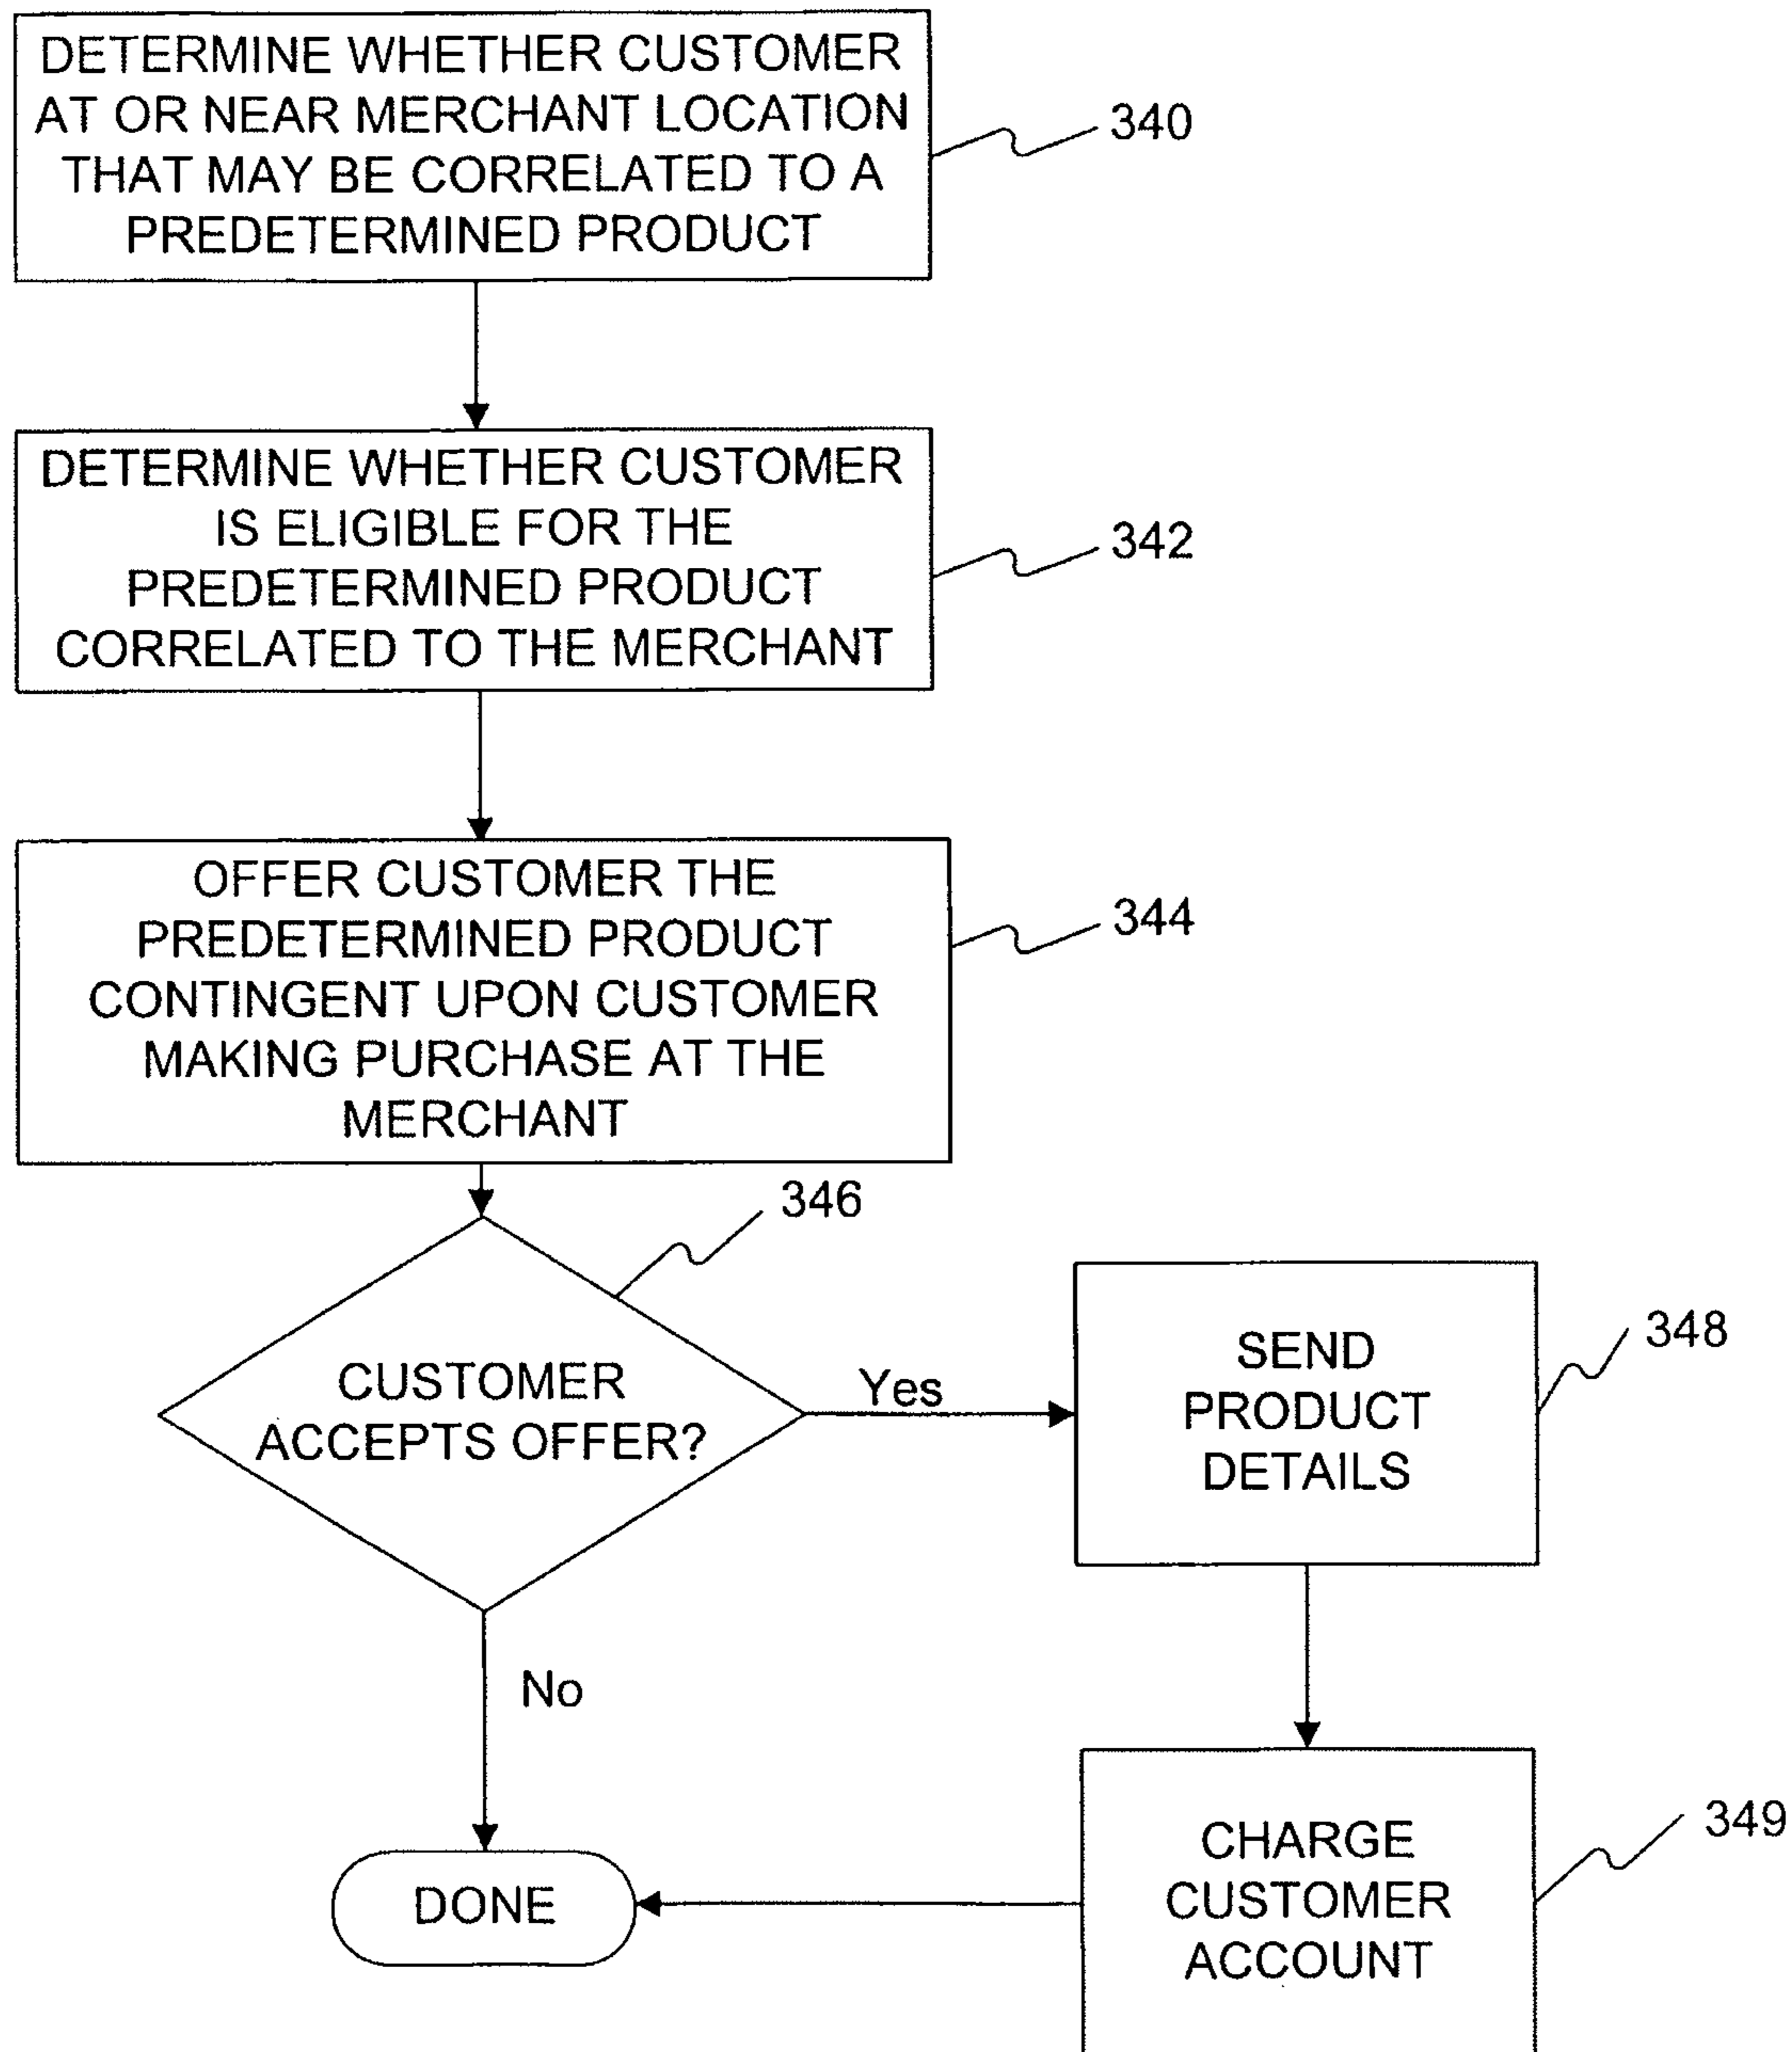 DETERMINE WHETHER CUSTOMER
AT OR NEAR MERCHANT LOCATION
THAT MAY BE CORRELATED TO A
PREDETERMINED PRODUCT
340
DETERMINE WHETHER CUSTOMER
IS ELIGIBLE FOR THE
PREDETERMINED PRODUCT
CORRELATED TO THE MERCHANT
342
OFFER CUSTOMER THE
PREDETERMINED PRODUCT
CONTINGENT UPON CUSTOMER
MAKING PURCHASE AT THE
MERCHANT
344
346
CUSTOMER
ACCEPTS OFFER?
Yes
SEND
PRODUCT
DETAILS
348
No
CHARGE
CUSTOMER
ACCOUNT
349
DONE